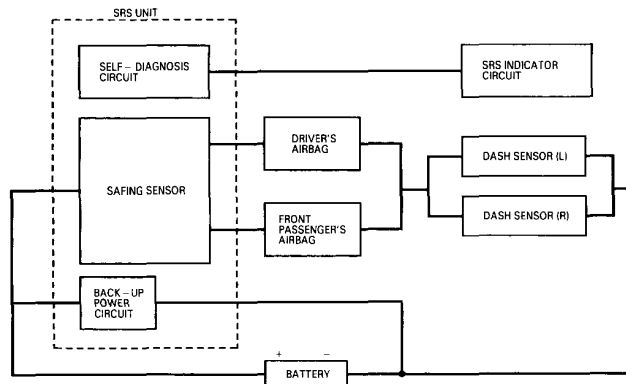 SRS UNIT
SELF – DIAGNOSIS
CIRCUIT
SRS INDICATOR
CIRCUIT
SAFING SENSOR
DRIVER'S
AIRBAG
FRONT
PASSENGER'S
AIRBAG
DASH SENSOR (L)
DASH SENSOR (R)
BACK – UP
POWER
CIRCUIT
+ –
BATTERY